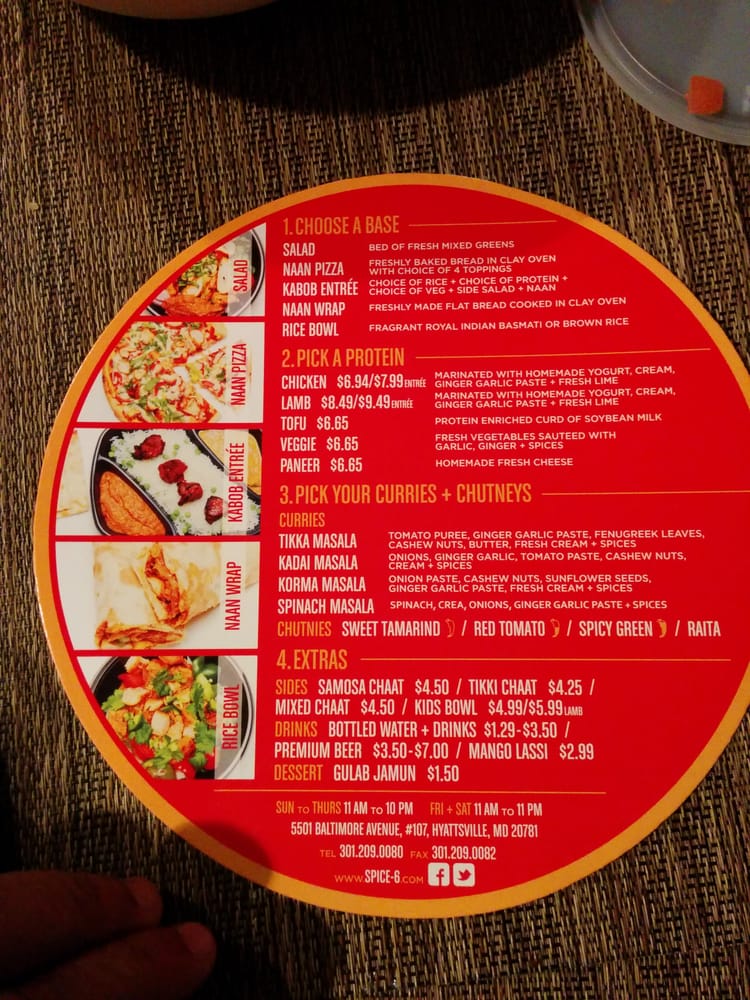 1. CHOOSE A BASE
SALAD BED OF FRESH MIXED GREENS
NAAN PIZZA FRESHLY BAKED BREAD IN CLAY OVEN
WITH CHOICE OF 4 TOPPINGS
KABOB ENTRÉE CHOICE OF RICE + CHOICE OF PROTEIN +
CHOICE OF VEG + SIDE SALAD + NAAN
NAAN WRAP FRESHLY MADE FLAT BREAD COOKED IN CLAY OVEN
RICE BOWL FRAGRANT ROYAL INDIAN BASMATI OR BROWN RICE
2. PICK A PROTEIN
CHICKEN $6.94/$7.99 ENTRÉE MARINATED WITH HOMEMADE YOGURT, CREAM,
GINGER GARLIC PASTE + FRESH LIME
LAMB $8.49/$9.49 ENTRÉE MARINATED WITH HOMEMADE YOGURT, CREAM,
GINGER GARLIC PASTE + FRESH LIME
TOFU $6.65 PROTEIN ENRICHED CURD OF SOYBEAN MILK
VEGGIE $6.65 FRESH VEGETABLES SAUTEED WITH
GARLIC, GINGER + SPICES
PANEER $6.65 HOMEMADE FRESH CHEESE
3. PICK YOUR CURRIES + CHUTNEYS
CURRIES
TIKKA MASALA TOMATO PUREE, GINGER GARLIC PASTE, FENUGREEK LEAVES,
CASHEW NUTS, BUTTER, FRESH CREAM + SPICES
KADAI MASALA ONIONS, GINGER GARLIC, TOMATO PASTE, CASHEW NUTS,
CREAM + SPICES
KORMA MASALA ONION PASTE, CASHEW NUTS, SUNFLOWER SEEDS,
GINGER GARLIC PASTE, FRESH CREAM + SPICES
SPINACH MASALA SPINACH, CREA, ONIONS, GINGER GARLIC PASTE + SPICES
CHUTNIES SWEET TAMARIND / RED TOMATO / SPICY GREEN / RAITA
4. EXTRAS
SIDES SAMOSA CHAAT $4.50 / TIKKI CHAAT $4.25 /
MIXED CHAAT $4.50 / KIDS BOWL $4.99/$5.99 LAMB
DRINKS BOTTLED WATER + DRINKS $1.29-$3.50 /
PREMIUM BEER $3.50-$7.00 / MANGO LASSI $2.99
DESSERT GULAB JAMUN $1.50
SUN TO THURS 11 AM TO 10 PM FRI + SAT 11 AM TO 11 PM
5501 BALTIMORE AVENUE, #107, HYATTSVILLE, MD 20781
TEL 301.209.0080 FAX 301.209.0082
WWW.SPICE-6.COM
SALAD
NAAN PIZZA
KABOB ENTRÉE
NAAN WRAP
RICE BOWL